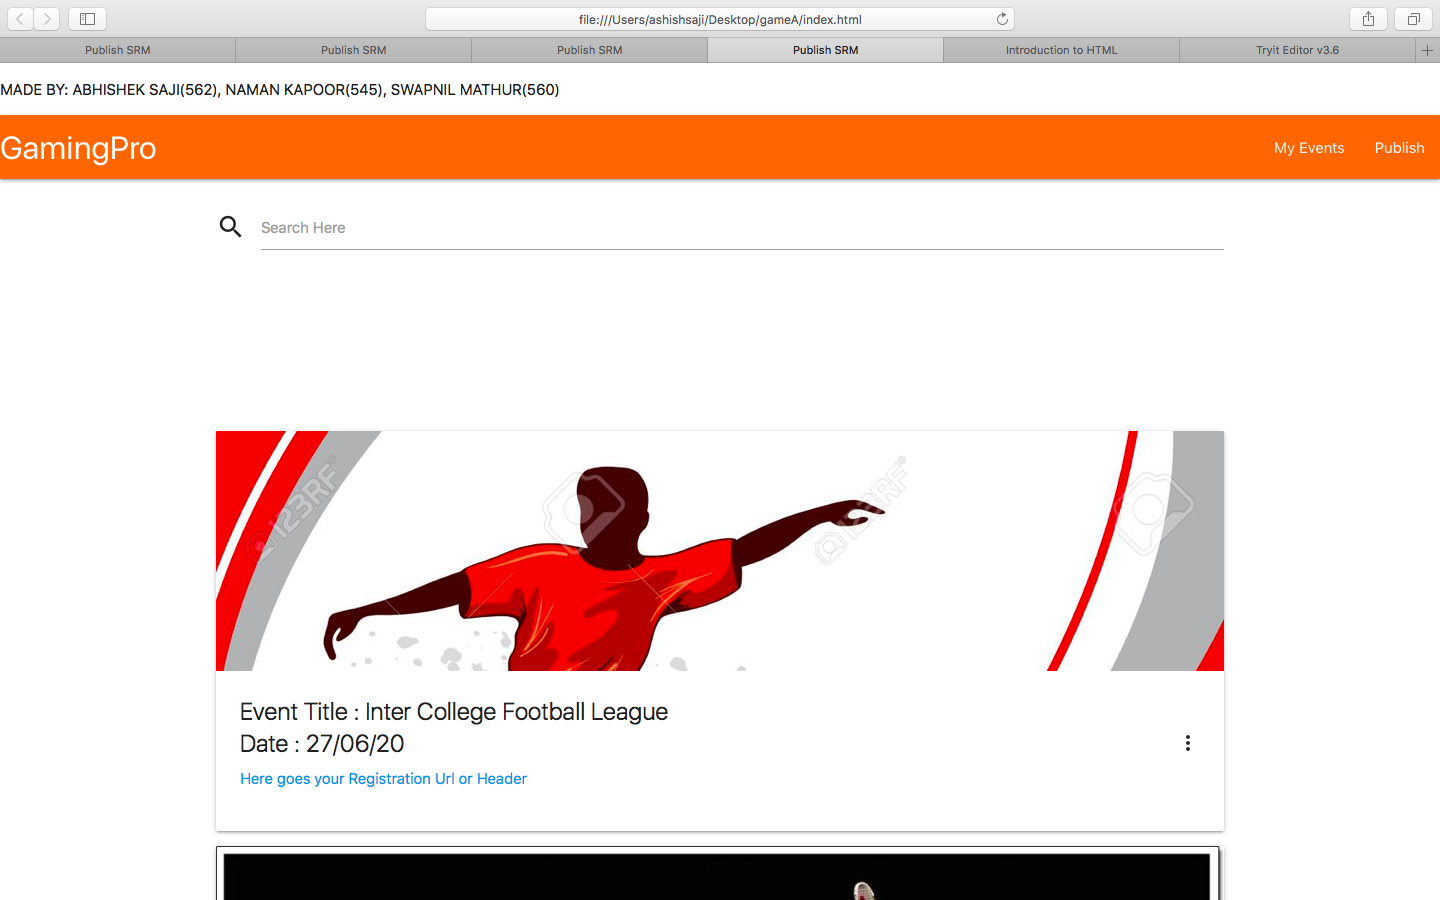 file:///Users/ashishsaji/Desktop/gameA/index.html
Publish SRM
Publish SRM
Publish SRM
Publish SRM
Introduction to HTML
Tryit Editor v3.6
MADE BY: ABHISHEK SAJI(562), NAMAN KAPOOR(545), SWAPNIL MATHUR(560)
GamingPro
My Events
Publish
Search Here
123RF
123RF
Event Title : Inter College Football League
Date : 27/06/20
Here goes your Registration Url or Header